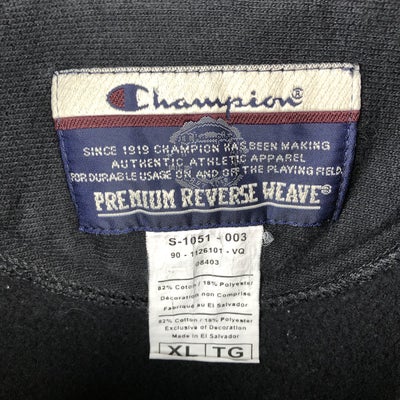 Champion®
SINCE 1919 CHAMPION HAS BEEN MAKING
AUTHENTIC ATHLETIC APPAREL
FOR DURABLE USAGE ON AND OFF THE PLAYING FIELD
PREMIUM REVERSE WEAVE®
S-1051 - 003
90 - 1126101 - VQ
08403
82% Cotton / 18% Polyester
Décoration non Comprise
Fabriqué au El Salvador
82% Cotton / 18% Polyester
Exclusive of Decoration
Made in El Salvador
XL TG